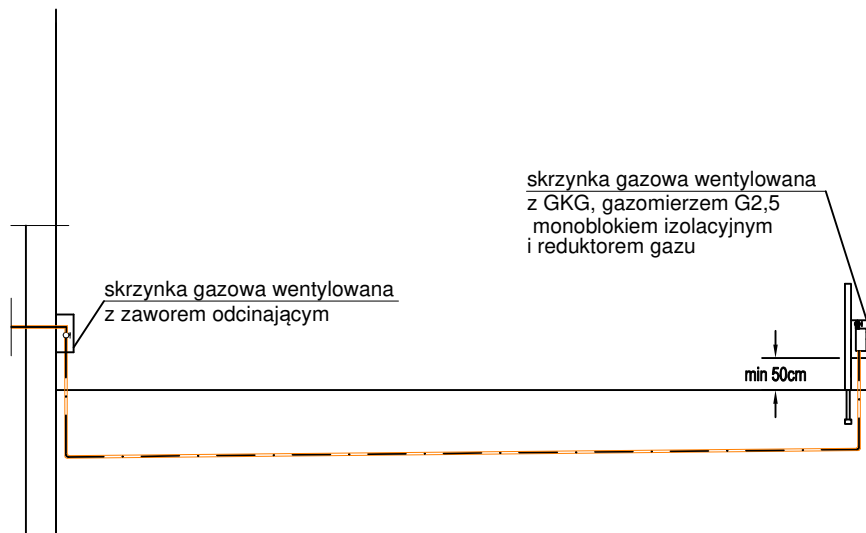 skrzynka gazowa wentylowana
z GKG, gazomierzem G2,5
monoblokiem izolacyjnym
i reduktorem gazu
skrzynka gazowa wentylowana
z zaworem odcinającym
min 50cm